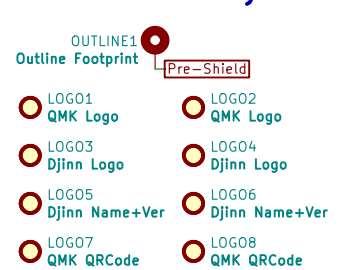 OUTLINE1
Outline Footprint
Pre-Shield
LOGO1
QMK Logo
LOGO2
QMK Logo
LOGO3
Djinn Logo
LOGO4
Djinn Logo
LOGO5
Djinn Name+Ver
LOGO6
Djinn Name+Ver
LOGO7
QMK QRCode
LOGO8
QMK QRCode